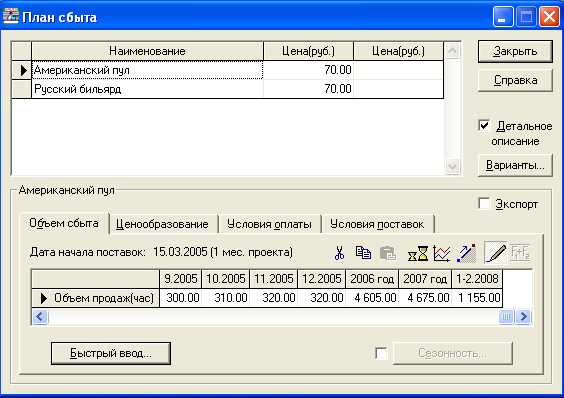 План сбыта
Наименование Цена(руб.) Цена(руб.)
Американский пул 70.00
Русский бильярд 70.00
Закрыть
Справка
Детальное
описание
Варианты...
Американский пул
Экспорт
Объем сбыта Ценообразование Условия оплаты Условия поставок
Дата начала поставок: 15.03.2005 (1 мес. проекта)
9.2005 10.2005 11.2005 12.2005 2006 год 2007 год 1-2.2008
Объем продаж(час) 300.00 310.00 320.00 320.00 4 605.00 4 675.00 1 155.00
Быстрый ввод... Сезонность...